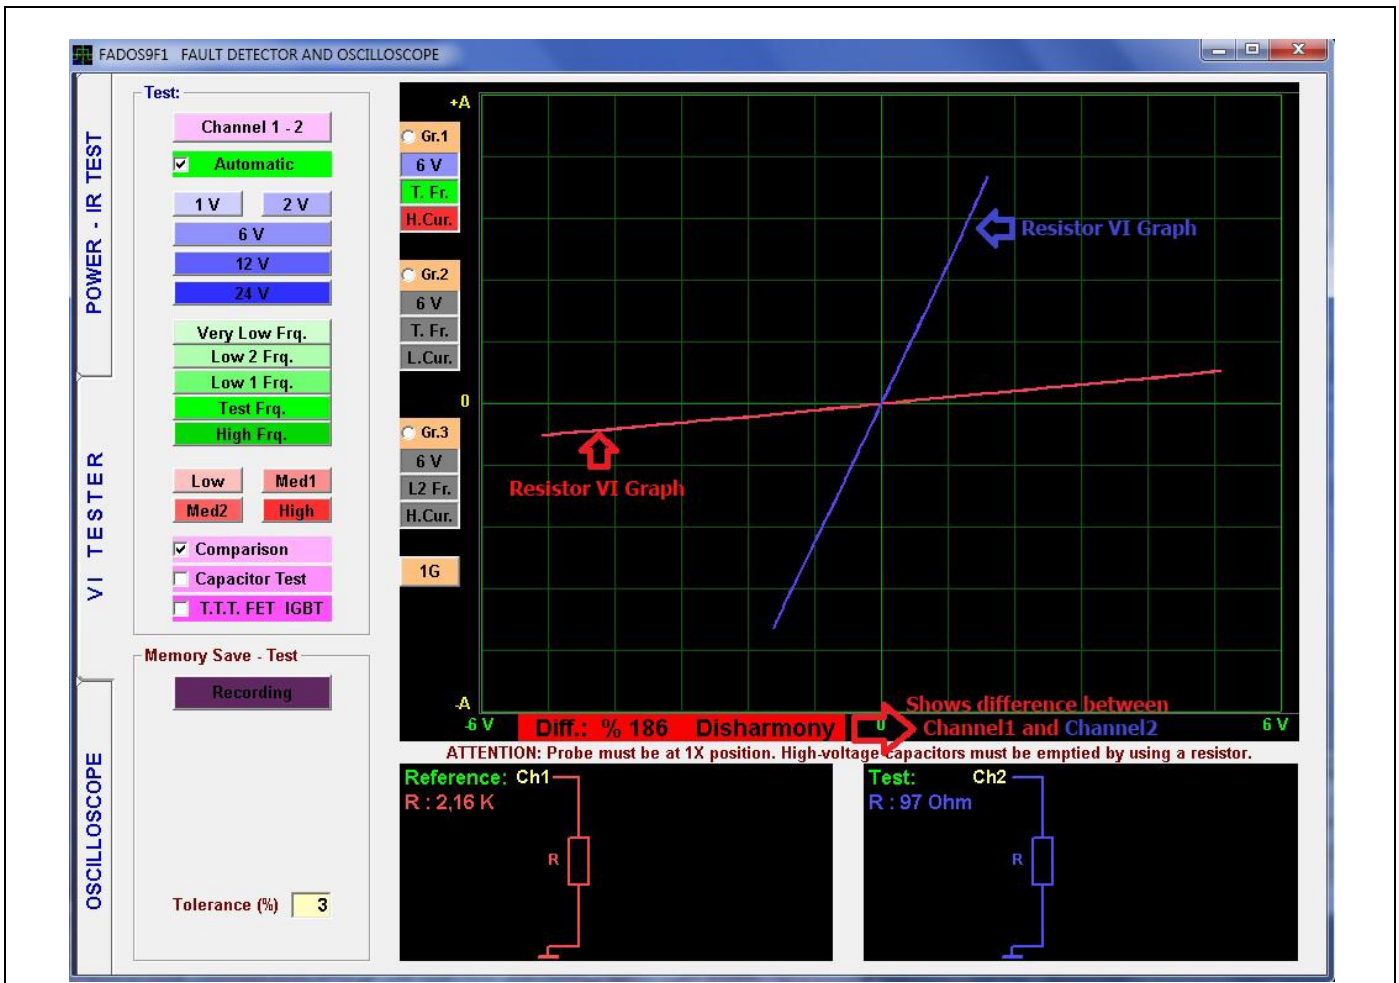 FADOS9F1 FAULT DETECTOR AND OSCILLOSCOPE
POWER - IR TEST
VI TESTER
OSCILLOSCOPE
Test:
Channel 1 - 2
Automatic
1 V
2 V
6 V
12 V
24 V
Very Low Frq.
Low 2 Frq.
Low 1 Frq.
Test Frq.
High Frq.
Low
Med1
Med2
High
Comparison
Capacitor Test
T.T.T. FET IGBT
Memory Save - Test
Recording
Tolerance (%)
3
+A
Gr.1
6 V
T. Fr.
H.Cur.
Gr.2
6 V
T. Fr.
L.Cur.
0
Gr.3
6 V
L2 Fr.
H.Cur.
1G
-A
Resistor VI Graph
Resistor VI Graph
-6 V
Diff.: % 186 Disharmony
0
6 V
Shows difference between
Channel1 and Channel2
ATTENTION: Probe must be at 1X position. High-voltage capacitors must be emptied by using a resistor.
Reference: Ch1
R : 2,16 K
R
Test: Ch2
R : 97 Ohm
R